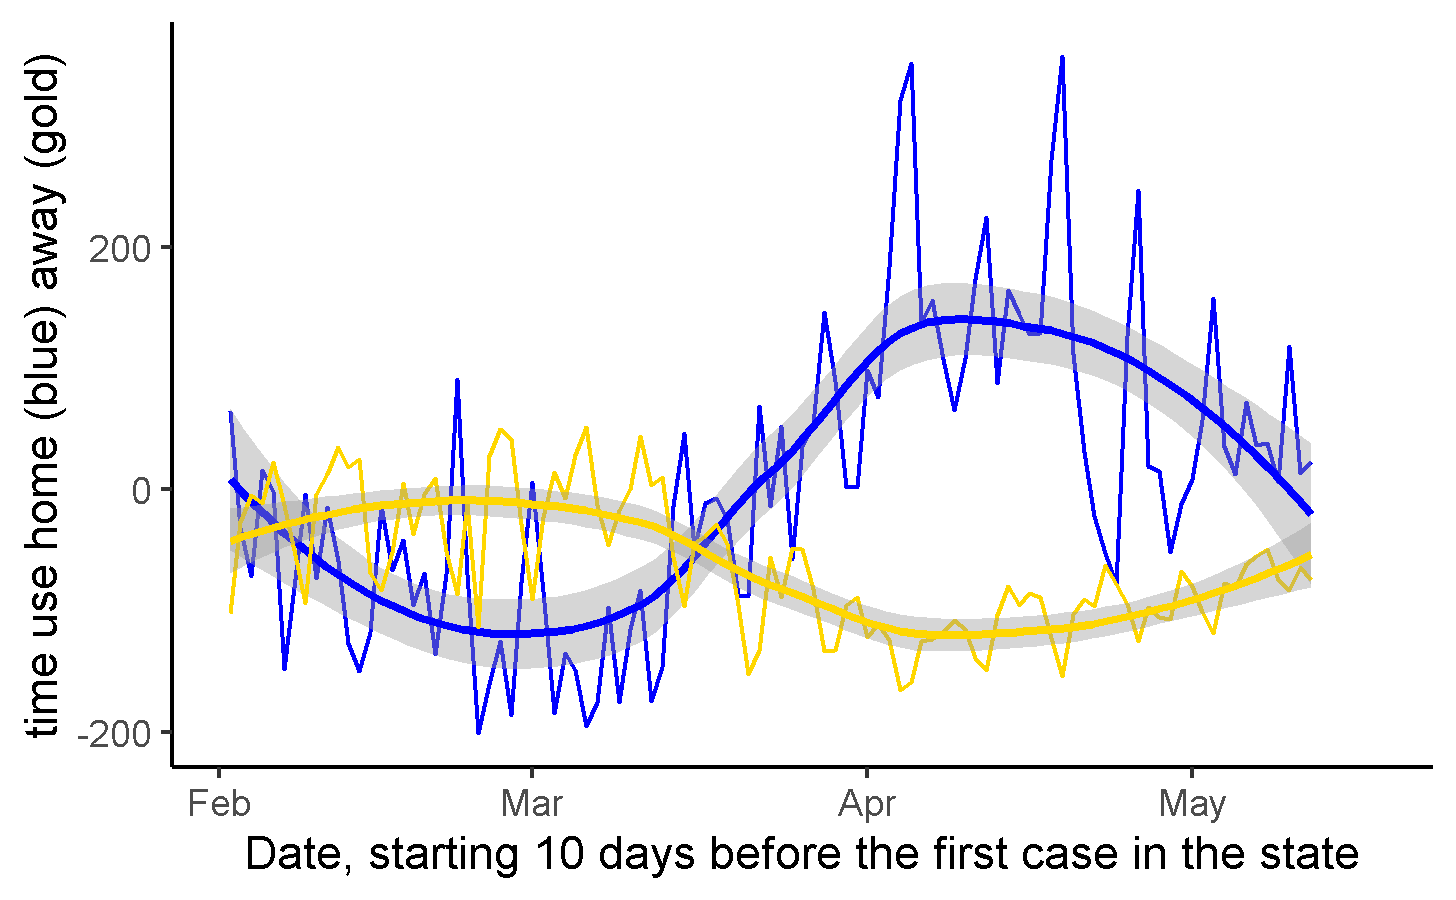 time use home (blue) away (gold)
200
0
-200
Feb
Mar
Apr
May
Date, starting 10 days before the first case in the state